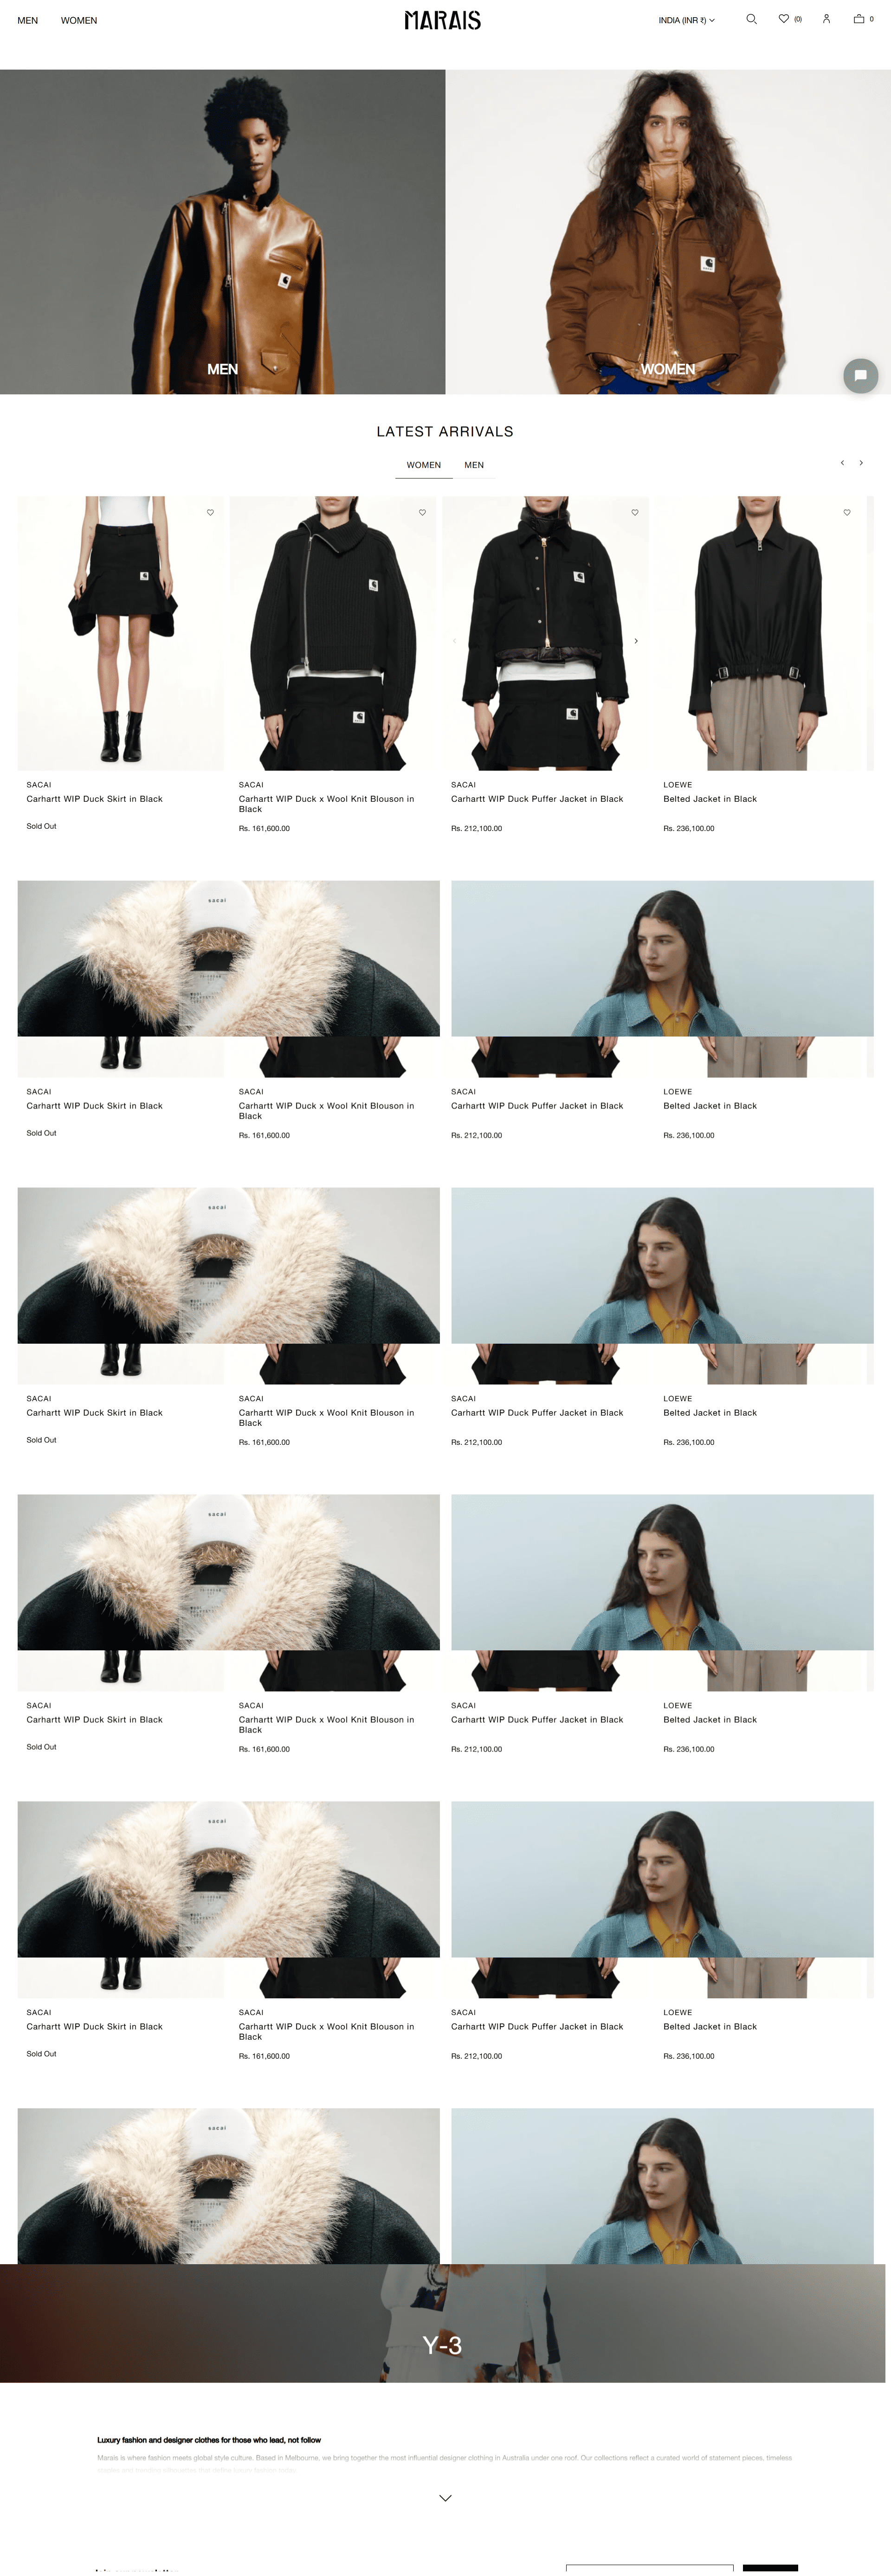 MEN WOMEN MARAIS INDIA (INR ₹) (0) 0
MEN WOMEN
LATEST ARRIVALS
WOMEN MEN
SACAI SACAI SACAI LOEWE
Carhartt WIP Duck Skirt in Black Carhartt WIP Duck x Wool Knit Blouson in Carhartt WIP Duck Puffer Jacket in Black Belted Jacket in Black
Black
Sold Out Rs. 161,600.00 Rs. 212,100.00 Rs. 236,100.00
sacai
SACAI SACAI SACAI LOEWE
Carhartt WIP Duck Skirt in Black Carhartt WIP Duck x Wool Knit Blouson in Carhartt WIP Duck Puffer Jacket in Black Belted Jacket in Black
Black
Sold Out Rs. 161,600.00 Rs. 212,100.00 Rs. 236,100.00
sacai
SACAI SACAI SACAI LOEWE
Carhartt WIP Duck Skirt in Black Carhartt WIP Duck x Wool Knit Blouson in Carhartt WIP Duck Puffer Jacket in Black Belted Jacket in Black
Black
Sold Out Rs. 161,600.00 Rs. 212,100.00 Rs. 236,100.00
sacai
SACAI SACAI SACAI LOEWE
Carhartt WIP Duck Skirt in Black Carhartt WIP Duck x Wool Knit Blouson in Carhartt WIP Duck Puffer Jacket in Black Belted Jacket in Black
Black
Sold Out Rs. 161,600.00 Rs. 212,100.00 Rs. 236,100.00
sacai
SACAI SACAI SACAI LOEWE
Carhartt WIP Duck Skirt in Black Carhartt WIP Duck x Wool Knit Blouson in Carhartt WIP Duck Puffer Jacket in Black Belted Jacket in Black
Black
Sold Out Rs. 161,600.00 Rs. 212,100.00 Rs. 236,100.00
sacai
Y-3
Luxury fashion and designer clothes for those who lead, not follow
Marais is where fashion meets global style culture. Based in Melbourne, we bring together the most influential designer clothing in Australia under one roof. Our collections reflect a curated world of statement pieces, timeless